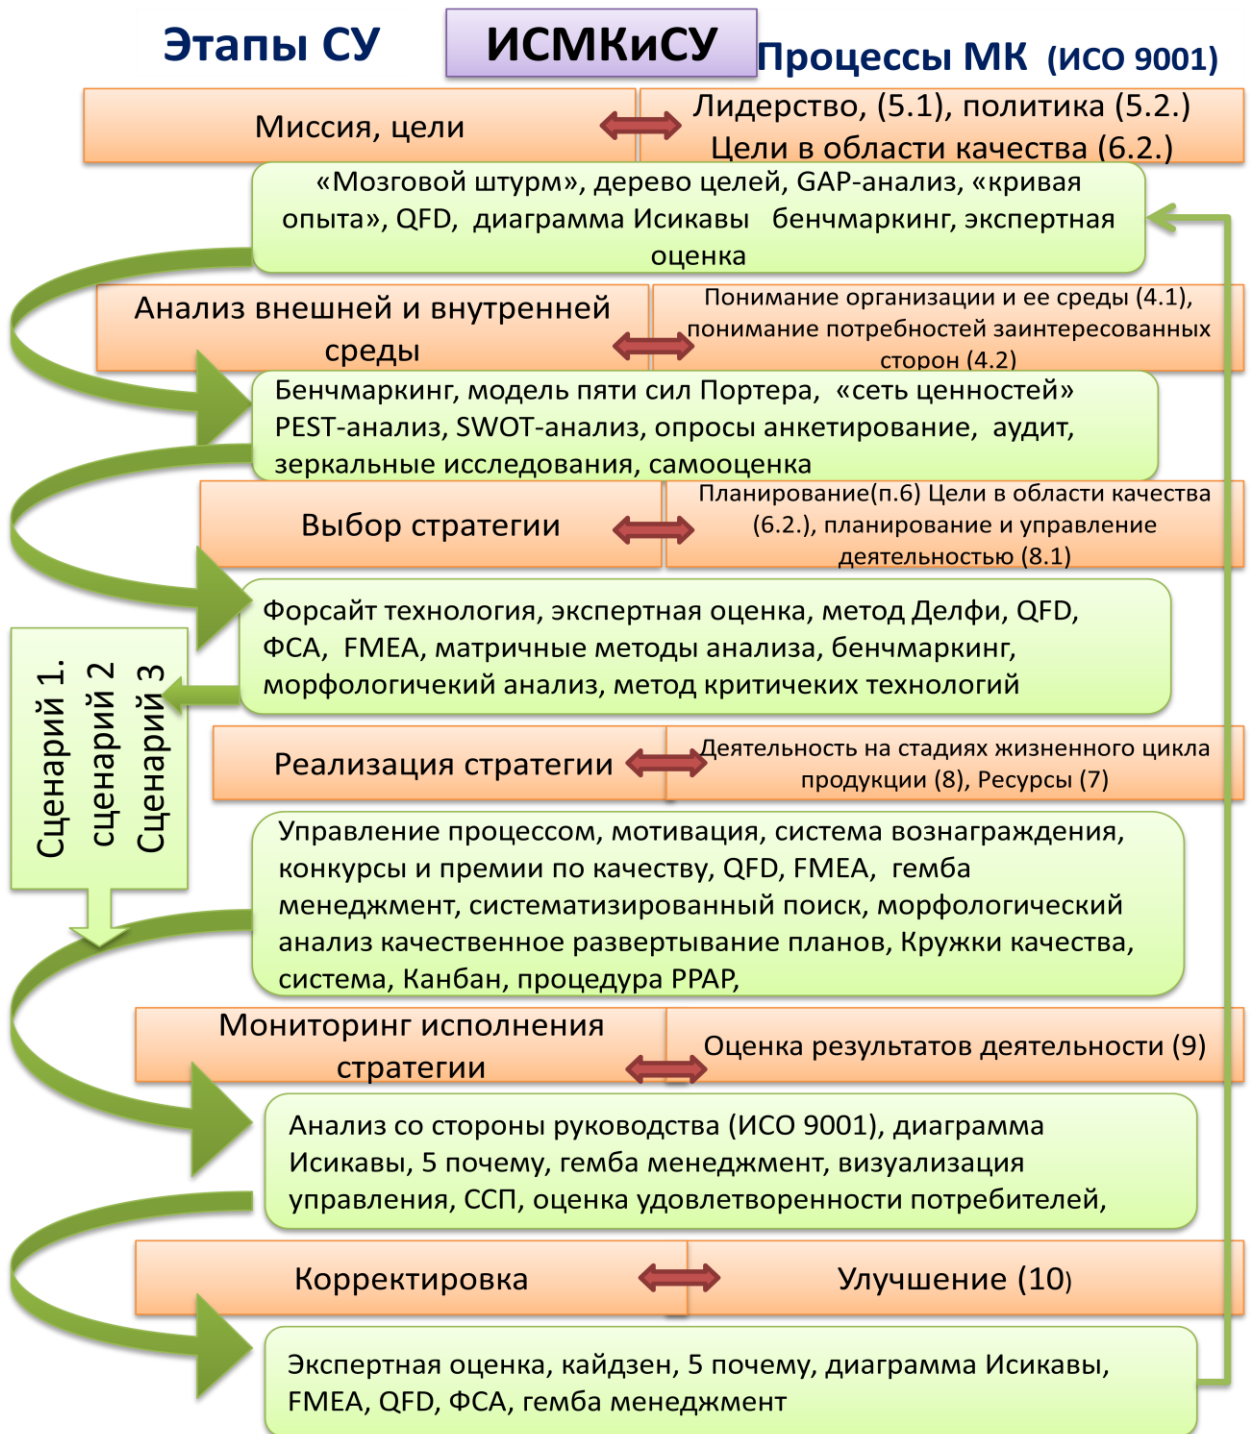 Этапы СУ
ИСМКиСУ
Процессы МК (ИСО 9001)
Миссия, цели
Лидерство, (5.1), политика (5.2.)
Цели в области качества (6.2.)
«Мозговой штурм», дерево целей, GAP-анализ, «кривая
опыта», QFD, диаграмма Исикавы бенчмаркинг, экспертная
оценка
Анализ внешней и внутренней
среды
Понимание организации и ее среды (4.1),
понимание потребностей заинтересованных
сторон (4.2)
Бенчмаркинг, модель пяти сил Портера, «сеть ценностей»
PEST-анализ, SWOT-анализ, опросы анкетирование, аудит,
зеркальные исследования, самооценка
Выбор стратегии
Планирование(п.6) Цели в области качества
(6.2.), планирование и управление
деятельностью (8.1)
Форсайт технология, экспертная оценка, метод Делфи, QFD,
ФСА, FMEA, матричные методы анализа, бенчмаркинг,
морфологичекий анализ, метод критичеких технологий
Сценарий 1.
сценарий 2
Сценарий 3
Реализация стратегии
Деятельность на стадиях жизненного цикла
продукции (8), Ресурсы (7)
Управление процессом, мотивация, система вознаграждения,
конкурсы и премии по качеству, QFD, FMEA, гемба
менеджмент, систематизированный поиск, морфологический
анализ качественное развертывание планов, Кружки качества,
система, Канбан, процедура PPAP,
Мониторинг исполнения
стратегии
Оценка результатов деятельности (9)
Анализ со стороны руководства (ИСО 9001), диаграмма
Исикавы, 5 почему, гемба менеджмент, визуализация
управления, ССП, оценка удовлетворенности потребителей,
Корректировка
Улучшение (10)
Экспертная оценка, кайдзен, 5 почему, диаграмма Исикавы,
FMEA, QFD, ФСА, гемба менеджмент